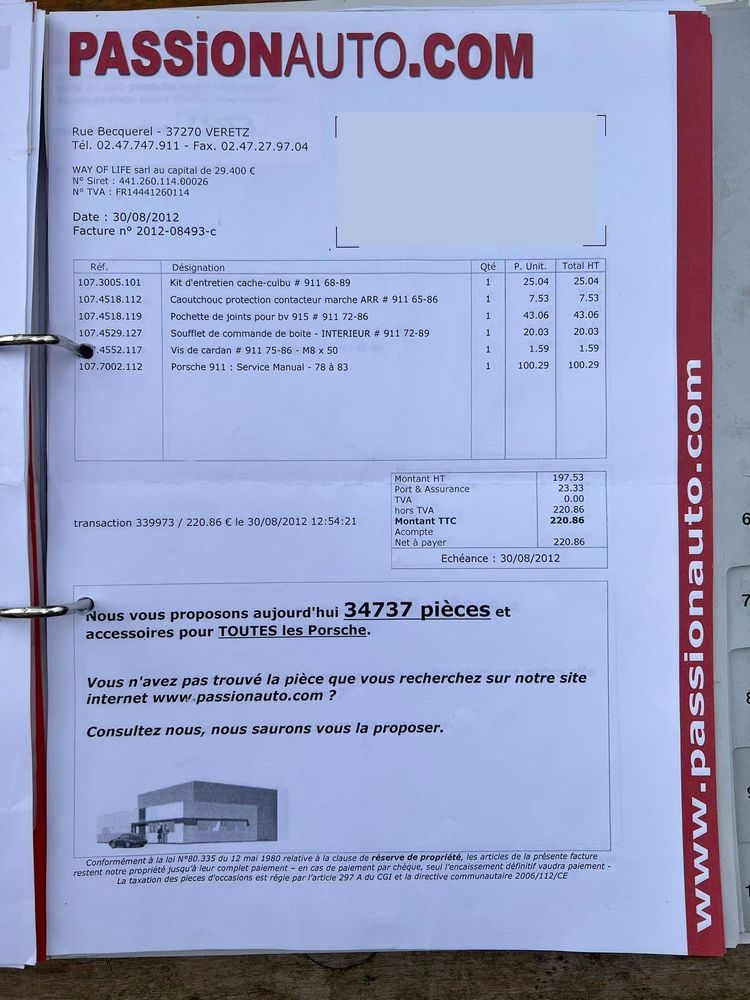 PASSiONAUTO.COM
Rue Becquerel - 37270 VERETZ
Tél. 02.47.747.911 - Fax. 02.47.27.97.04
WAY OF LIFE sarl au capital de 29.400 €
N° Siret : 441.260.114.00026
N° TVA : FR14441260114
Date : 30/08/2012
Facture n° 2012-08493-c
Réf. Désignation Qté P. Unit. Total HT
107.3005.101 Kit d'entretien cache-culbu # 911 68-89 1 25.04 25.04
107.4518.112 Caoutchouc protection contacteur marche ARR # 911 65-86 1 7.53 7.53
107.4518.119 Pochette de joints pour bv 915 # 911 72-86 1 43.06 43.06
107.4529.127 Soufflet de commande de boite - INTERIEUR # 911 72-89 1 20.03 20.03
.4552.117 Vis de cardan # 911 75-86 - M8 x 50 1 1.59 1.59
107.7002.112 Porsche 911 : Service Manual - 78 à 83 1 100.29 100.29
Montant HT 197.53
Port & Assurance 23.33
TVA 0.00
hors TVA 220.86
transaction 339973 / 220.86 € le 30/08/2012 12:54:21
Montant TTC 220.86
Acompte
Net à payer 220.86
Echéance : 30/08/2012
Nous vous proposons aujourd'hui 34737 pièces et
accessoires pour TOUTES les Porsche.
Vous n'avez pas trouvé la pièce que vous recherchez sur notre site
internet www.passionauto.com ?
Consultez nous, nous saurons vous la proposer.
Conformément à la loi N°80.335 du 12 mai 1980 relative à la clause de réserve de propriété, les articles de la présente facture
restent notre propriété jusqu'à leur complet paiement – en cas de paiement par chèque, seul l'encaissement définitif vaudra paiement -
La taxation des pieces d'occasions est régie par l'article 297 A du CGI et la directive communautaire 2006/112/CE
www.passionauto.com
6
7
8
9
1